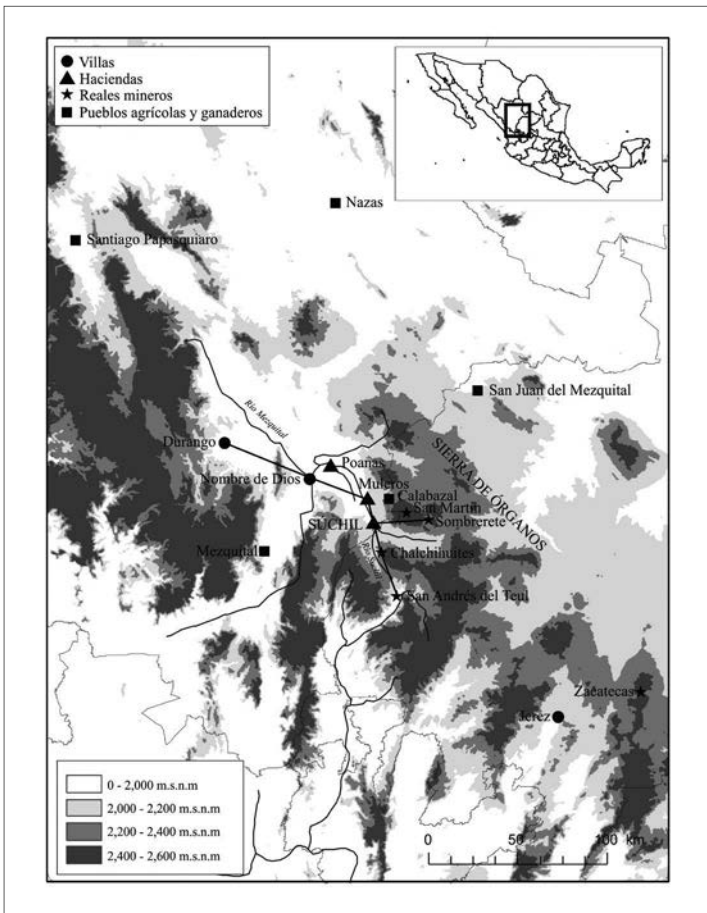 Villas
Haciendas
Reales mineros
Pueblos agrícolas y ganaderos
Nazas
Santiago Papasquiaro
San Juan del Mezquital
Río Mezquital
Durango
Poanas
SIERRA DE ÓRGANOS
Nombre de Dios
Muleros
Calabazal
San Martín
SUCHIL
Sombrerete
Mezquital
Chalchihuites
Río Suchil
San Andrés del Teul
Zacatecas
Jerez
0 - 2,000 m.s.n.m
2,000 - 2,200 m.s.n.m
2,200 - 2,400 m.s.n.m
2,400 - 2,600 m.s.n.m
0 50 100 km